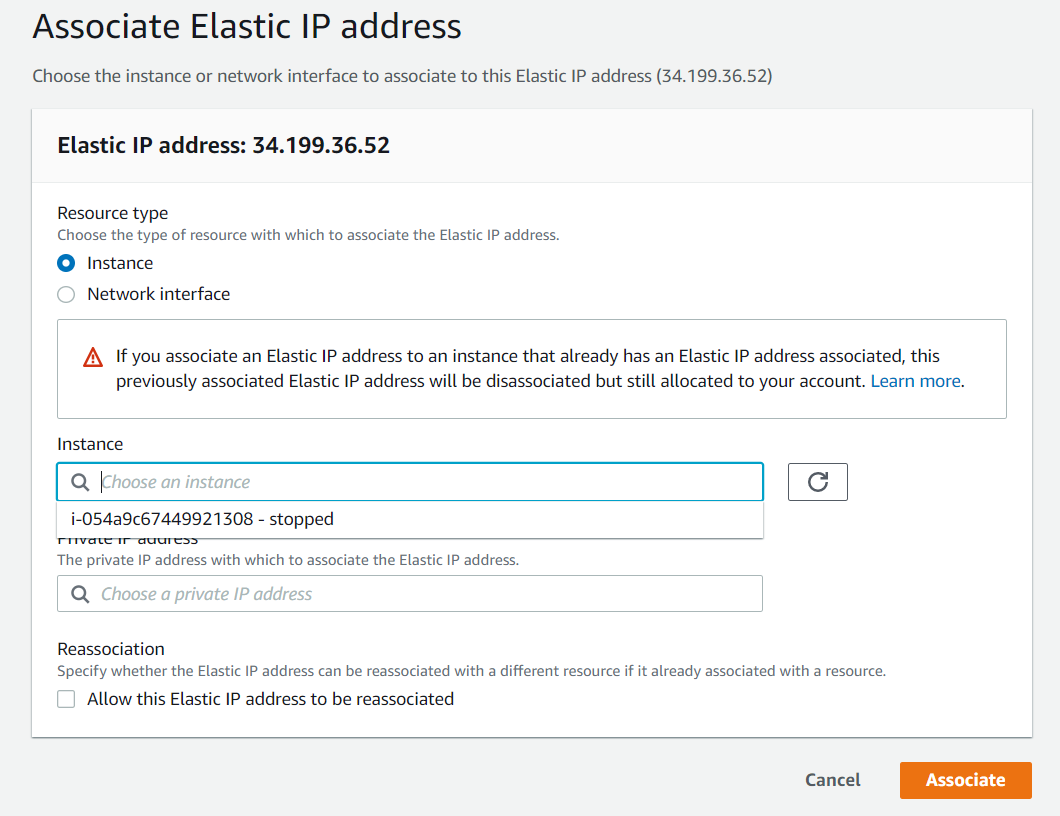 Associate Elastic IP address
Choose the instance or network interface to associate to this Elastic IP address (34.199.36.52)
Elastic IP address: 34.199.36.52
Resource type
Choose the type of resource with which to associate the Elastic IP address.
Instance
Network interface
If you associate an Elastic IP address to an instance that already has an Elastic IP address associated, this
previously associated Elastic IP address will be disassociated but still allocated to your account. Learn more.
Instance
Choose an instance
i-054a9c67449921308 - stopped
Private IP address
The private IP address with which to associate the Elastic IP address.
Choose a private IP address
Reassociation
Specify whether the Elastic IP address can be reassociated with a different resource if it already associated with a resource.
Allow this Elastic IP address to be reassociated
Cancel
Associate